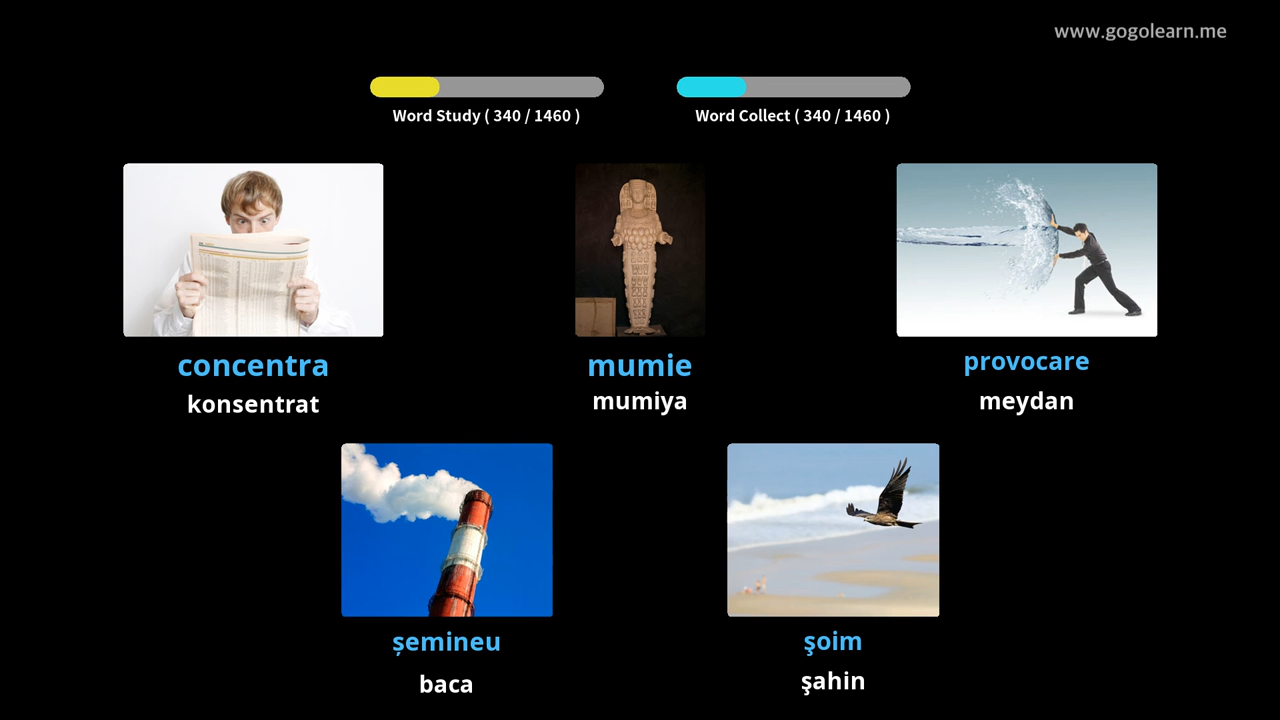 www.gogolearn.me
Word Study ( 340 / 1460 )
Word Collect ( 340 / 1460 )
concentra
konsentrat
mumie
mumiya
provocare
meydan
șemineu
baca
şoim
şahin